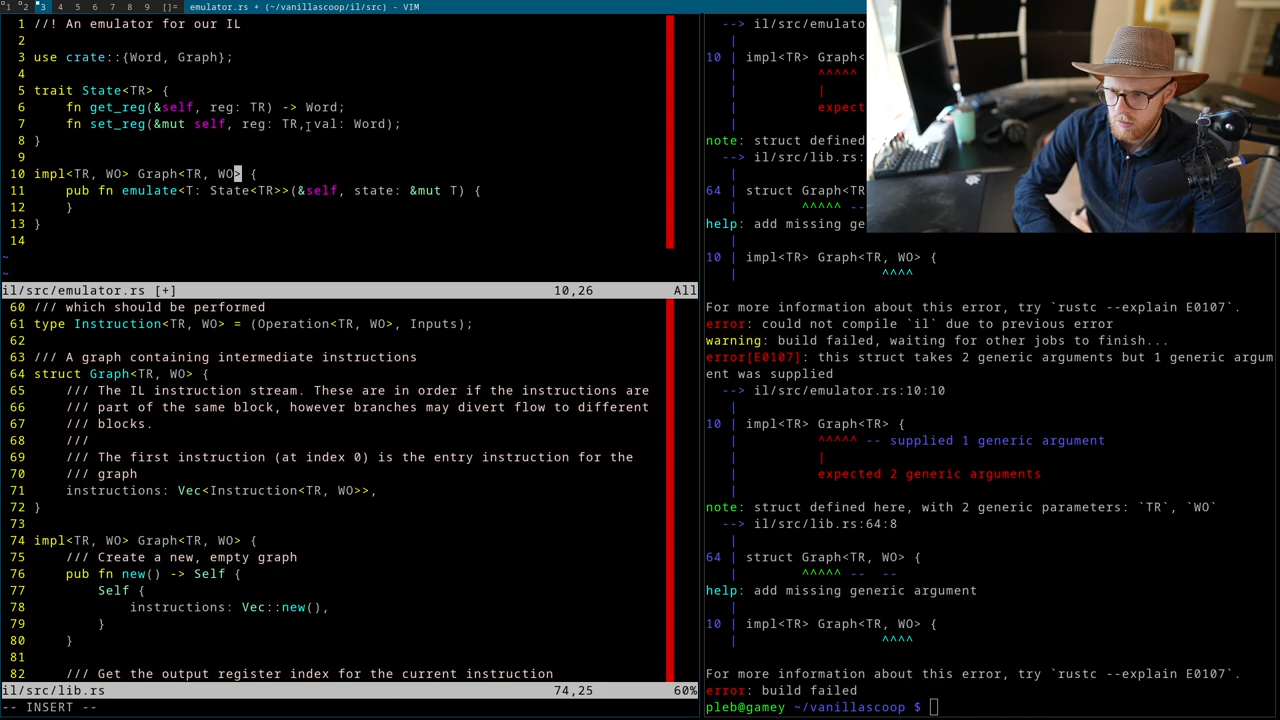 1 2 3 4 5 6 7 8 9 []= emulator.rs + (~/vanillascoop/il/src) - VIM
1 //! An emulator for our IL
2
3 use crate::{Word, Graph};
4
5 trait State<TR> {
6     fn get_reg(&self, reg: TR) -> Word;
7     fn set_reg(&mut self, reg: TR, val: Word);
8 }
9
10 impl<TR, WO> Graph<TR, WO> {
11     pub fn emulate<T: State<TR>>(&self, state: &mut T) {
12     }
13 }
14
~
~
il/src/emulator.rs [+] 10,26 All
60 /// which should be performed
61 type Instruction<TR, WO> = (Operation<TR, WO>, Inputs);
62
63 /// A graph containing intermediate instructions
64 struct Graph<TR, WO> {
65     /// The IL instruction stream. These are in order if the instructions are
66     /// part of the same block, however branches may divert flow to different
67     /// blocks.
68     ///
69     /// The first instruction (at index 0) is the entry instruction for the
70     /// graph
71     instructions: Vec<Instruction<TR, WO>>,
72 }
73
74 impl<TR, WO> Graph<TR, WO> {
75     /// Create a new, empty graph
76     pub fn new() -> Self {
77         Self {
78             instructions: Vec::new(),
79         }
80     }
81
82     /// Get the output register index for the current instruction
il/src/lib.rs 74,25 60%
-- INSERT --
--> il/src/emulato
|
10 | impl<TR> Graph<
| ^^^^^
| |
| expect
|
note: struct defined
--> il/src/lib.rs:
|
64 | struct Graph<TR
| ^^^^^ --
help: add missing ge
|
10 | impl<TR> Graph<TR, WO> {
| ^^^^
For more information about this error, try `rustc --explain E0107`.
error: could not compile `il` due to previous error
warning: build failed, waiting for other jobs to finish...
error[E0107]: this struct takes 2 generic arguments but 1 generic argum
ent was supplied
--> il/src/emulator.rs:10:10
|
10 | impl<TR> Graph<TR> {
| ^^^^^ -- supplied 1 generic argument
| |
| expected 2 generic arguments
|
note: struct defined here, with 2 generic parameters: `TR`, `WO`
--> il/src/lib.rs:64:8
|
64 | struct Graph<TR, WO> {
| ^^^^^ -- --
help: add missing generic argument
|
10 | impl<TR> Graph<TR, WO> {
| ^^^^
For more information about this error, try `rustc --explain E0107`.
error: build failed
pleb@gamey ~/vanillascoop $